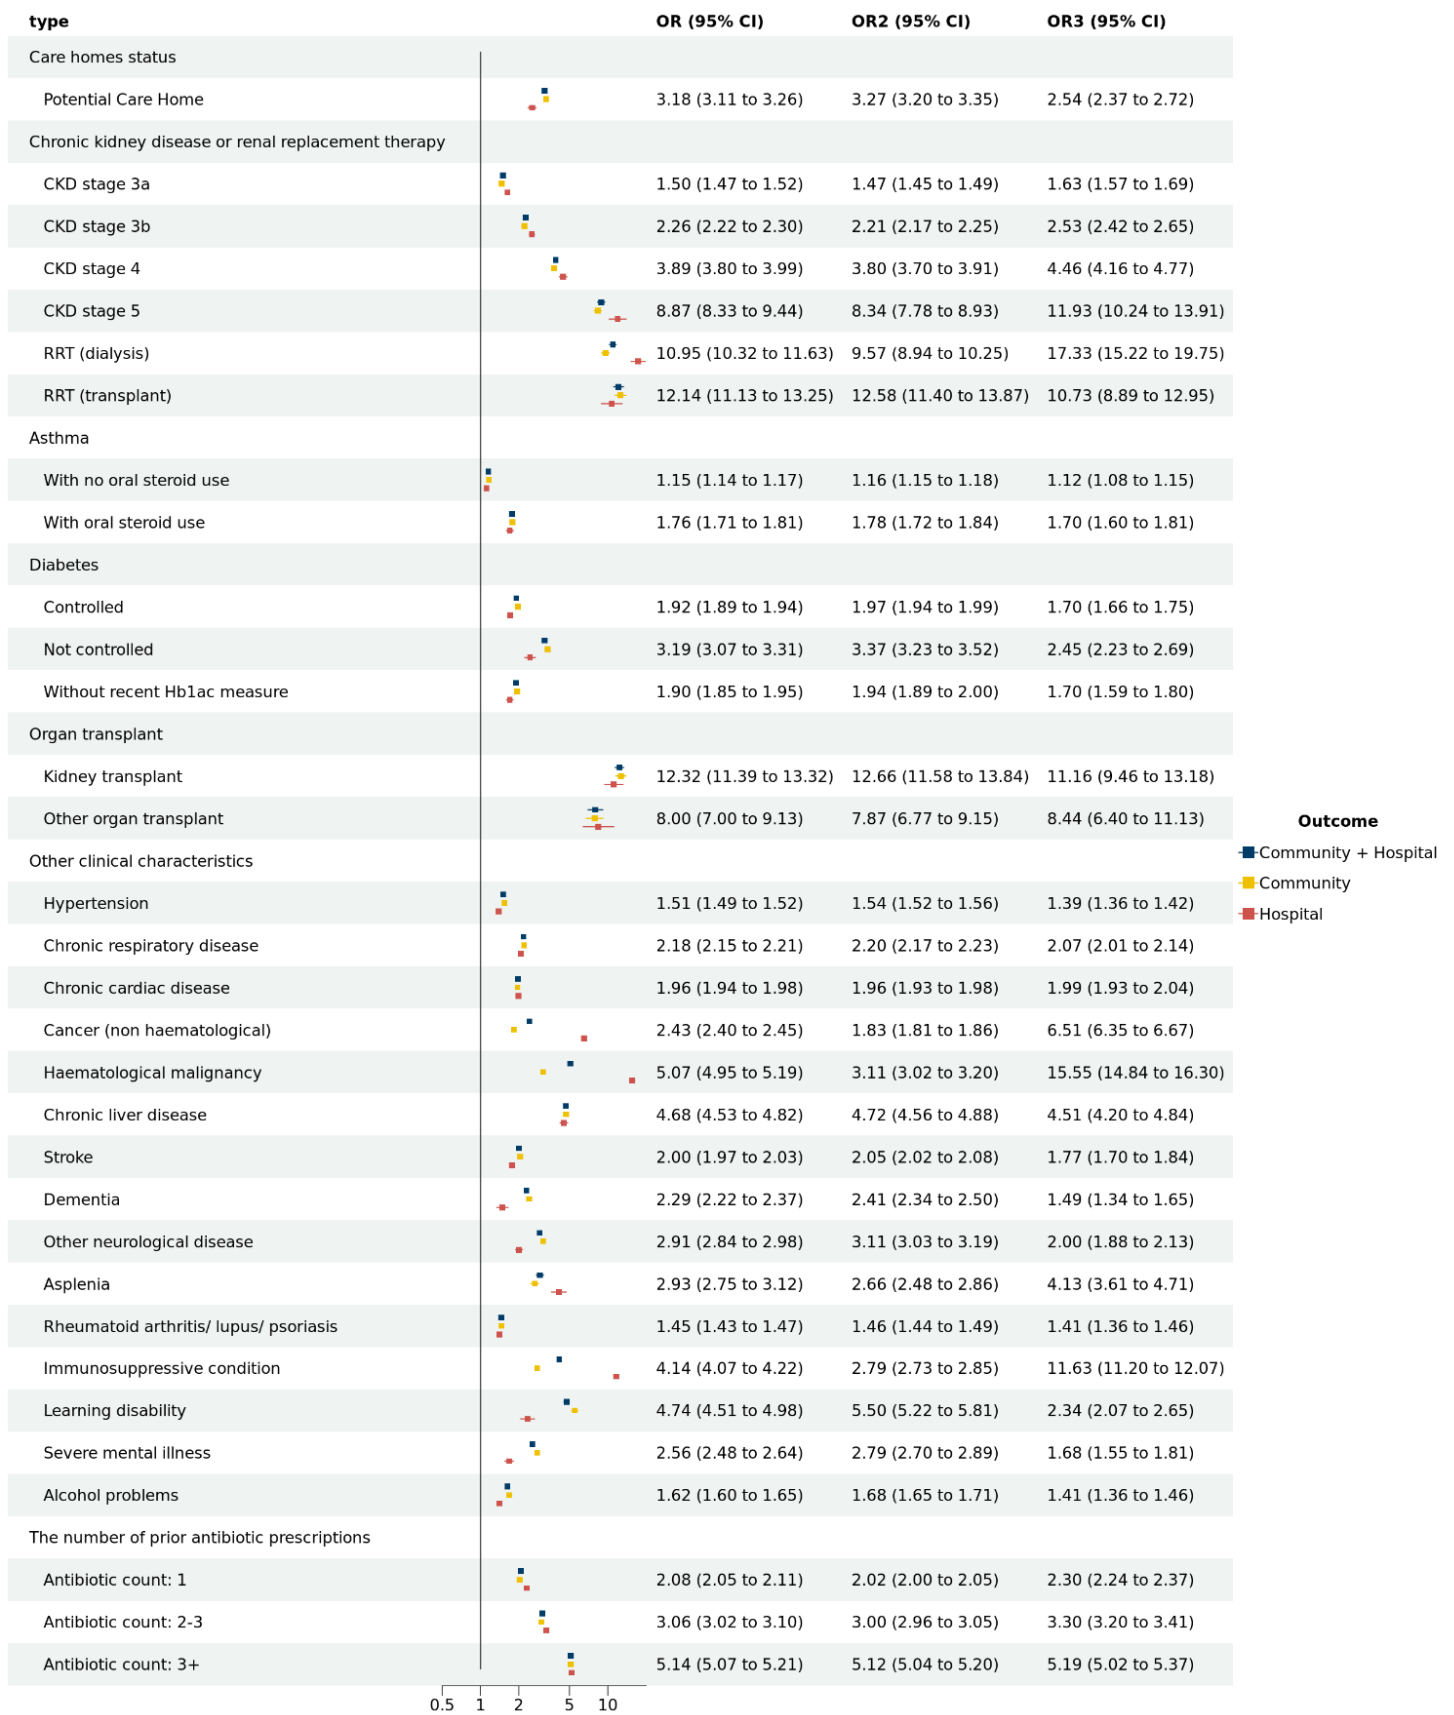 type OR (95% CI) OR2 (95% CI) OR3 (95% CI)
Care homes status
Potential Care Home 3.18 (3.11 to 3.26) 3.27 (3.20 to 3.35) 2.54 (2.37 to 2.72)
Chronic kidney disease or renal replacement therapy
CKD stage 3a 1.50 (1.47 to 1.52) 1.47 (1.45 to 1.49) 1.63 (1.57 to 1.69)
CKD stage 3b 2.26 (2.22 to 2.30) 2.21 (2.17 to 2.25) 2.53 (2.42 to 2.65)
CKD stage 4 3.89 (3.80 to 3.99) 3.80 (3.70 to 3.91) 4.46 (4.16 to 4.77)
CKD stage 5 8.87 (8.33 to 9.44) 8.34 (7.78 to 8.93) 11.93 (10.24 to 13.91)
RRT (dialysis) 10.95 (10.32 to 11.63) 9.57 (8.94 to 10.25) 17.33 (15.22 to 19.75)
RRT (transplant) 12.14 (11.13 to 13.25) 12.58 (11.40 to 13.87) 10.73 (8.89 to 12.95)
Asthma
With no oral steroid use 1.15 (1.14 to 1.17) 1.16 (1.15 to 1.18) 1.12 (1.08 to 1.15)
With oral steroid use 1.76 (1.71 to 1.81) 1.78 (1.72 to 1.84) 1.70 (1.60 to 1.81)
Diabetes
Controlled 1.92 (1.89 to 1.94) 1.97 (1.94 to 1.99) 1.70 (1.66 to 1.75)
Not controlled 3.19 (3.07 to 3.31) 3.37 (3.23 to 3.52) 2.45 (2.23 to 2.69)
Without recent Hb1ac measure 1.90 (1.85 to 1.95) 1.94 (1.89 to 2.00) 1.70 (1.59 to 1.80)
Organ transplant
Kidney transplant 12.32 (11.39 to 13.32) 12.66 (11.58 to 13.84) 11.16 (9.46 to 13.18)
Other organ transplant 8.00 (7.00 to 9.13) 7.87 (6.77 to 9.15) 8.44 (6.40 to 11.13)
Other clinical characteristics
Hypertension 1.51 (1.49 to 1.52) 1.54 (1.52 to 1.56) 1.39 (1.36 to 1.42)
Chronic respiratory disease 2.18 (2.15 to 2.21) 2.20 (2.17 to 2.23) 2.07 (2.01 to 2.14)
Chronic cardiac disease 1.96 (1.94 to 1.98) 1.96 (1.93 to 1.98) 1.99 (1.93 to 2.04)
Cancer (non haematological) 2.43 (2.40 to 2.45) 1.83 (1.81 to 1.86) 6.51 (6.35 to 6.67)
Haematological malignancy 5.07 (4.95 to 5.19) 3.11 (3.02 to 3.20) 15.55 (14.84 to 16.30)
Chronic liver disease 4.68 (4.53 to 4.82) 4.72 (4.56 to 4.88) 4.51 (4.20 to 4.84)
Stroke 2.00 (1.97 to 2.03) 2.05 (2.02 to 2.08) 1.77 (1.70 to 1.84)
Dementia 2.29 (2.22 to 2.37) 2.41 (2.34 to 2.50) 1.49 (1.34 to 1.65)
Other neurological disease 2.91 (2.84 to 2.98) 3.11 (3.03 to 3.19) 2.00 (1.88 to 2.13)
Asplenia 2.93 (2.75 to 3.12) 2.66 (2.48 to 2.86) 4.13 (3.61 to 4.71)
Rheumatoid arthritis/ lupus/ psoriasis 1.45 (1.43 to 1.47) 1.46 (1.44 to 1.49) 1.41 (1.36 to 1.46)
Immunosuppressive condition 4.14 (4.07 to 4.22) 2.79 (2.73 to 2.85) 11.63 (11.20 to 12.07)
Learning disability 4.74 (4.51 to 4.98) 5.50 (5.22 to 5.81) 2.34 (2.07 to 2.65)
Severe mental illness 2.56 (2.48 to 2.64) 2.79 (2.70 to 2.89) 1.68 (1.55 to 1.81)
Alcohol problems 1.62 (1.60 to 1.65) 1.68 (1.65 to 1.71) 1.41 (1.36 to 1.46)
The number of prior antibiotic prescriptions
Antibiotic count: 1 2.08 (2.05 to 2.11) 2.02 (2.00 to 2.05) 2.30 (2.24 to 2.37)
Antibiotic count: 2-3 3.06 (3.02 to 3.10) 3.00 (2.96 to 3.05) 3.30 (3.20 to 3.41)
Antibiotic count: 3+ 5.14 (5.07 to 5.21) 5.12 (5.04 to 5.20) 5.19 (5.02 to 5.37)
0.5 1 2 5 10
Outcome
Community + Hospital
Community
Hospital